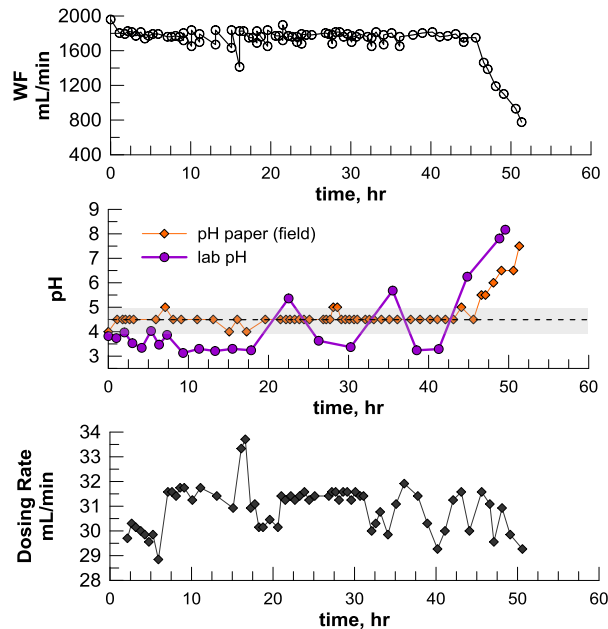 2000
1600
1200
800
400
WF
mL/min
0 10 20 30 40 50 60
time, hr
9
8
7
6
5
4
3
pH
pH paper (field)
lab pH
0 10 20 30 40 50 60
time, hr
34
33
32
31
30
29
28
Dosing Rate
mL/min
0 10 20 30 40 50 60
time, hr